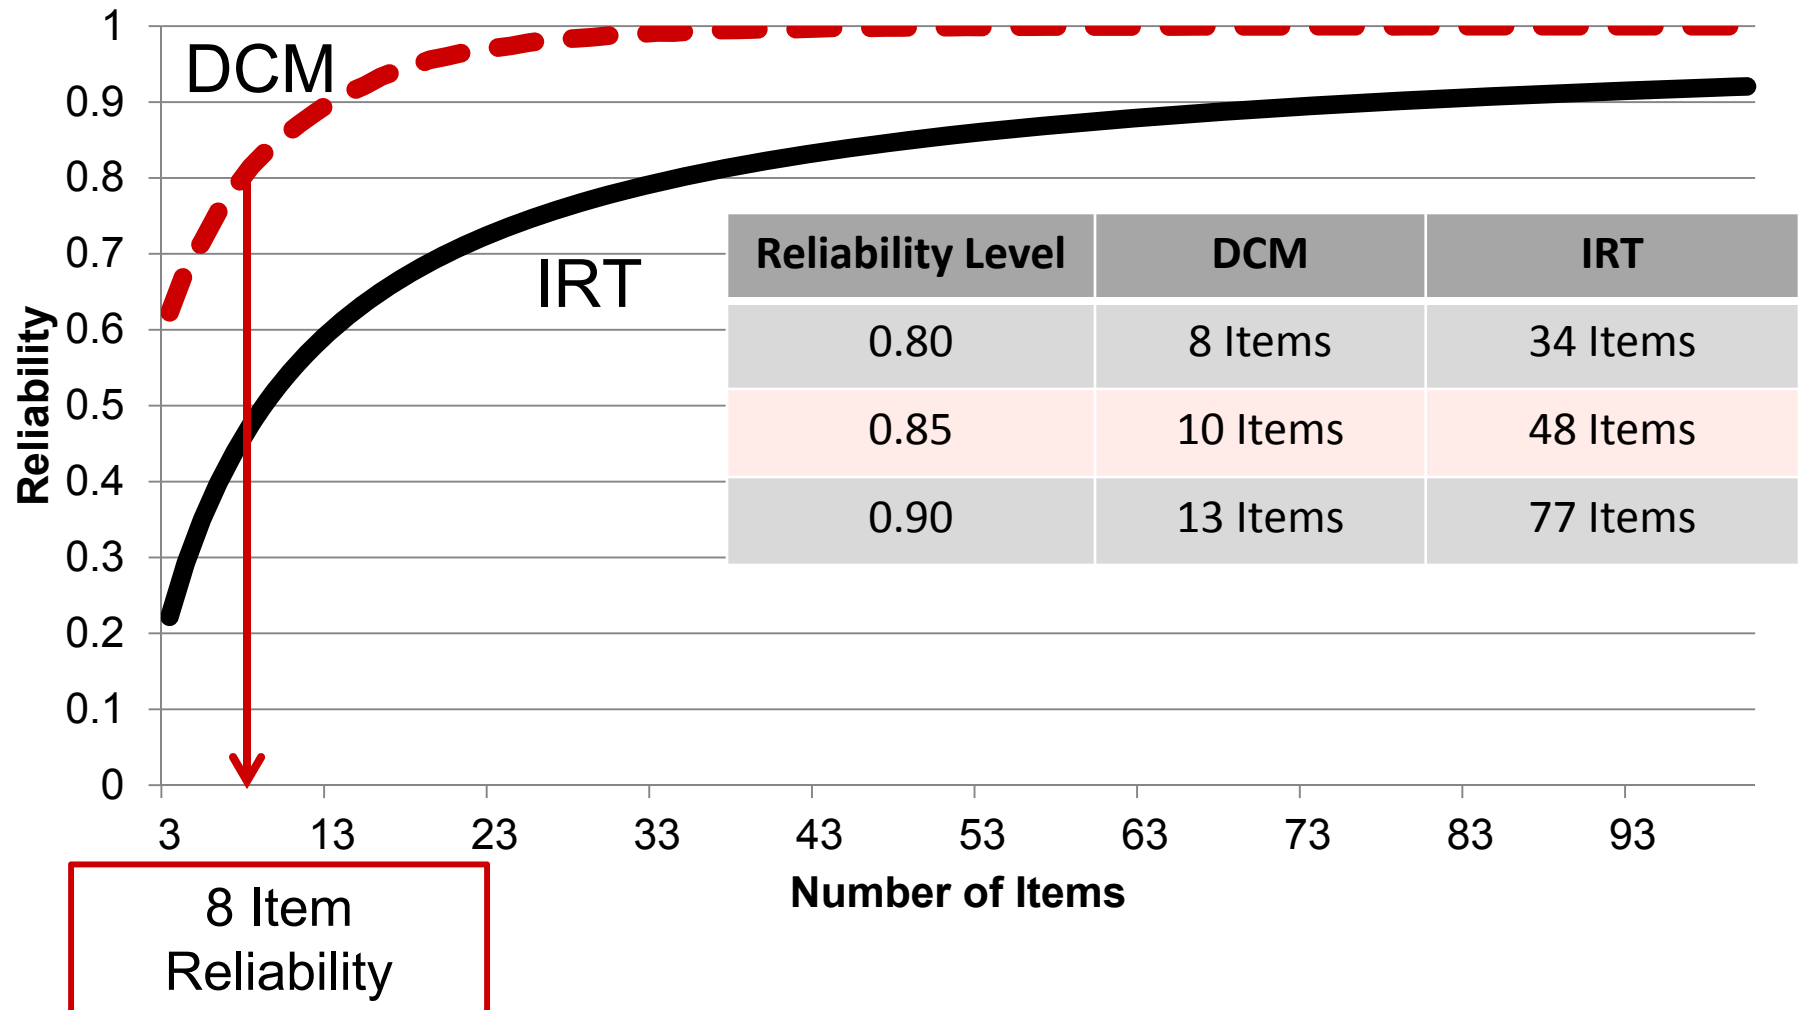 1
0.9
0.8
0.7
0.6
0.5
0.4
0.3
0.2
0.1
0
Reliability
DCM
IRT
Reliability Level DCM IRT
0.80 8 Items 34 Items
0.85 10 Items 48 Items
0.90 13 Items 77 Items
3 13 23 33 43 53 63 73 83 93
Number of Items
8 Item
Reliability